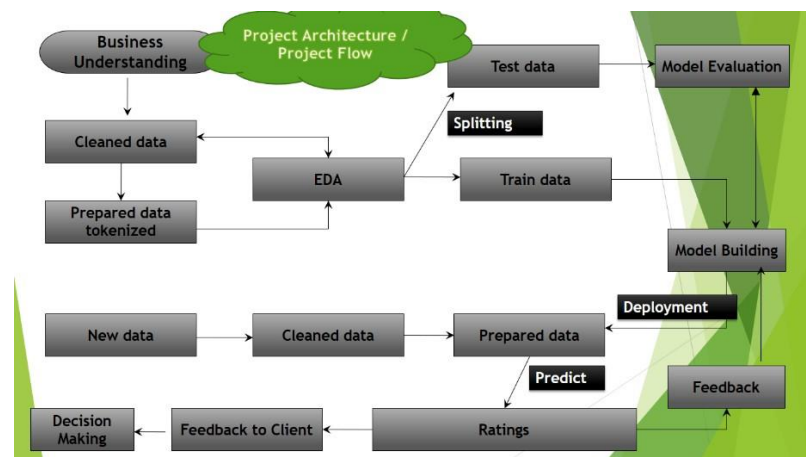 Business
Understanding
Project Architecture /
Project Flow
Test data
Model Evaluation
Splitting
Cleaned data
EDA
Train data
Prepared data
tokenized
Model Building
Deployment
New data
Cleaned data
Prepared data
Predict
Feedback
Decision
Making
Feedback to Client
Ratings